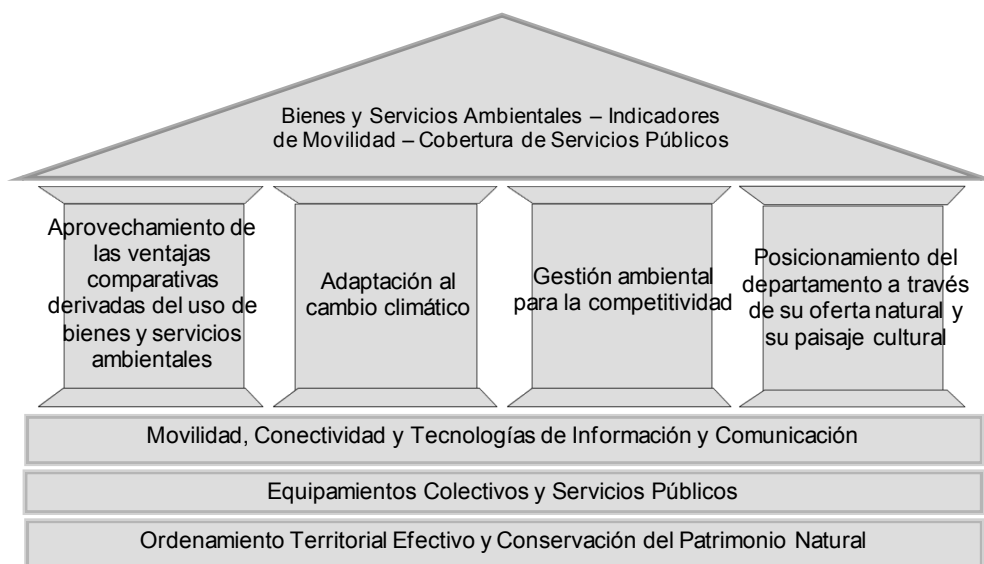 Bienes y Servicios Ambientales – Indicadores
de Movilidad – Cobertura de Servicios Públicos
Aprovechamiento de
las ventajas
comparativas
derivadas del uso de
bienes y servicios
ambientales
Adaptación al
cambio climático
Gestión ambiental
para la competitividad
Posicionamiento del
departamento a través
de su oferta natural y
su paisaje cultural
Movilidad, Conectividad y Tecnologías de Información y Comunicación
Equipamientos Colectivos y Servicios Públicos
Ordenamiento Territorial Efectivo y Conservación del Patrimonio Natural